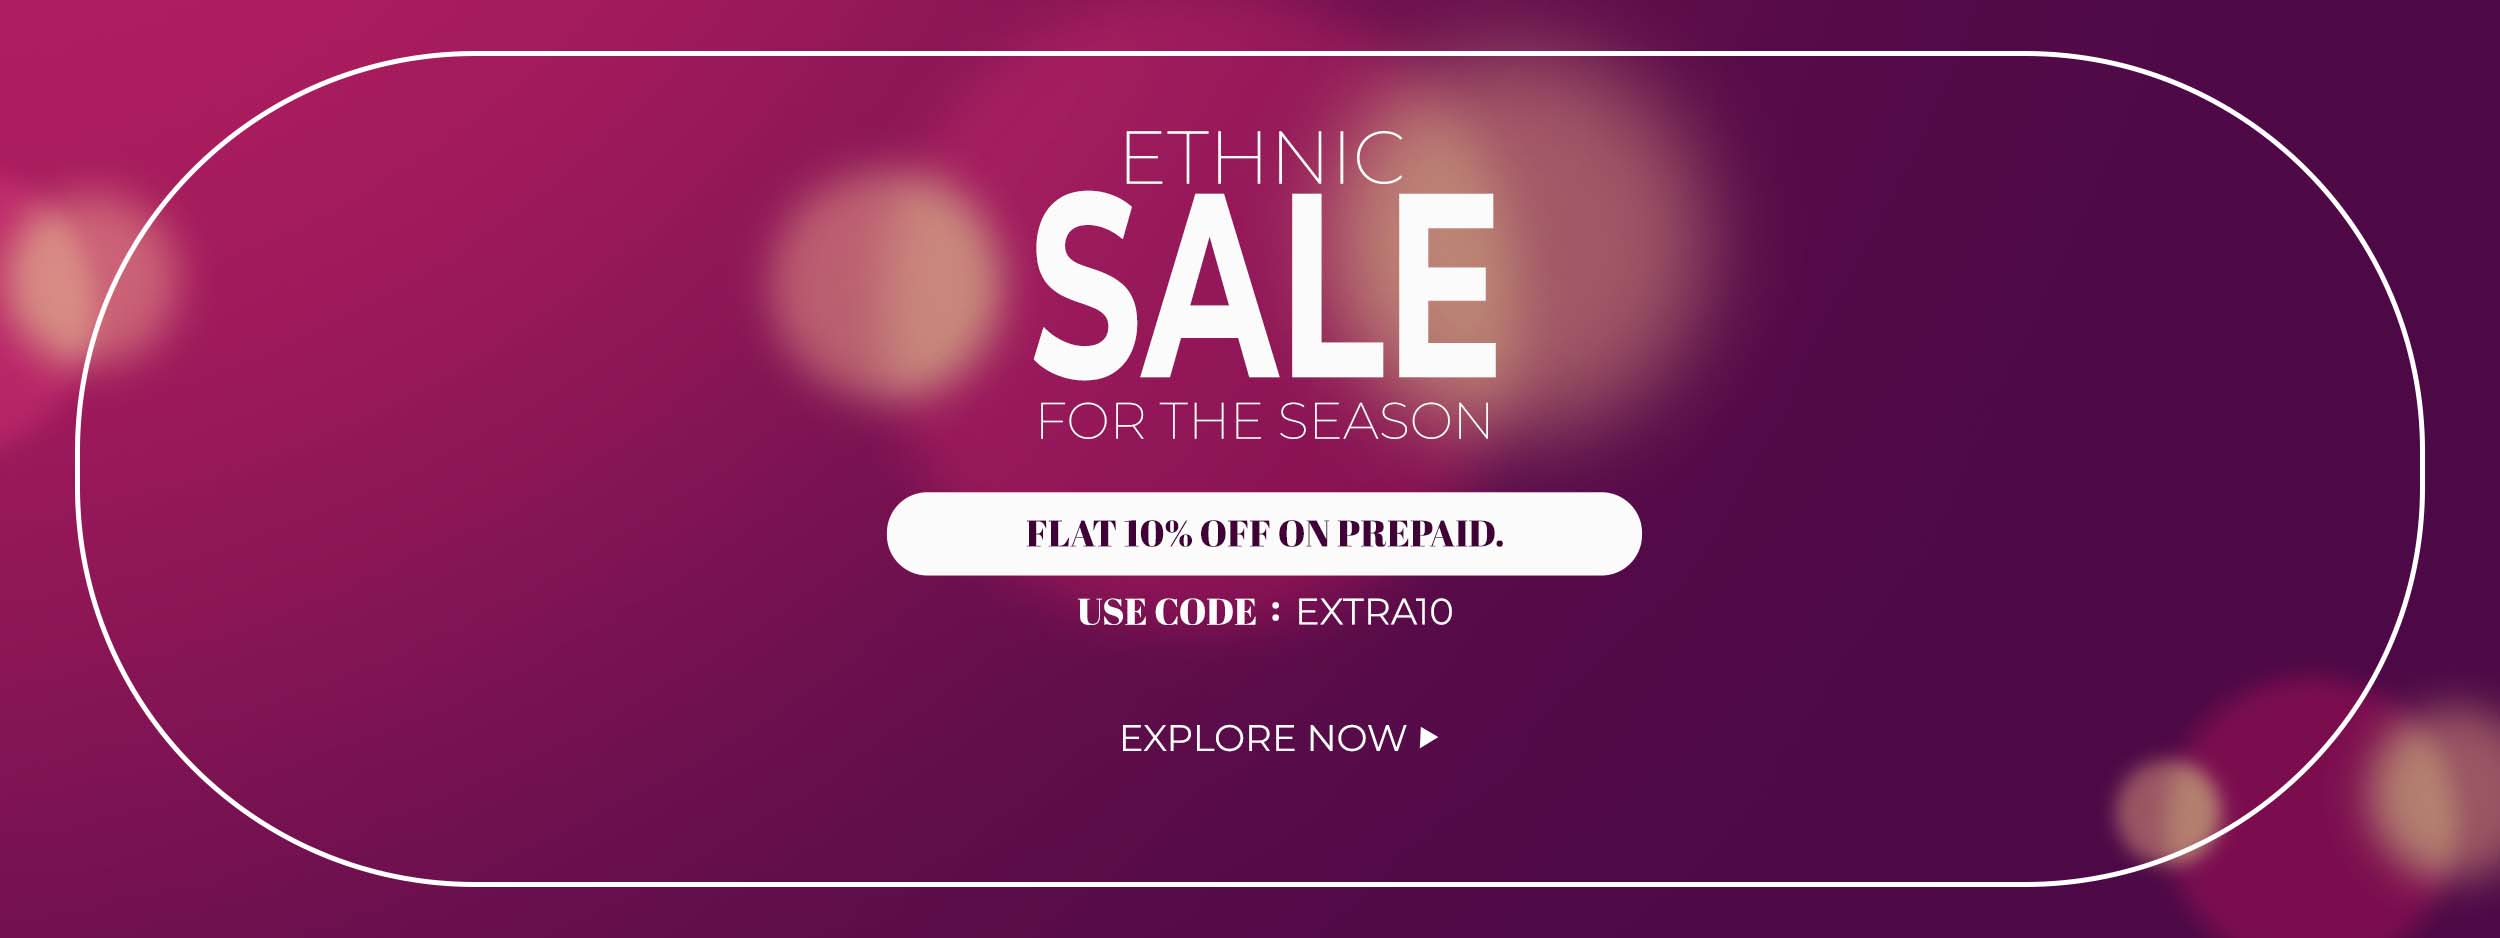 ETHNIC
SALE
FOR THE SEASON
FLAT 10% OFF ON PREPAID.
USE CODE : EXTRA10
EXPLORE NOW